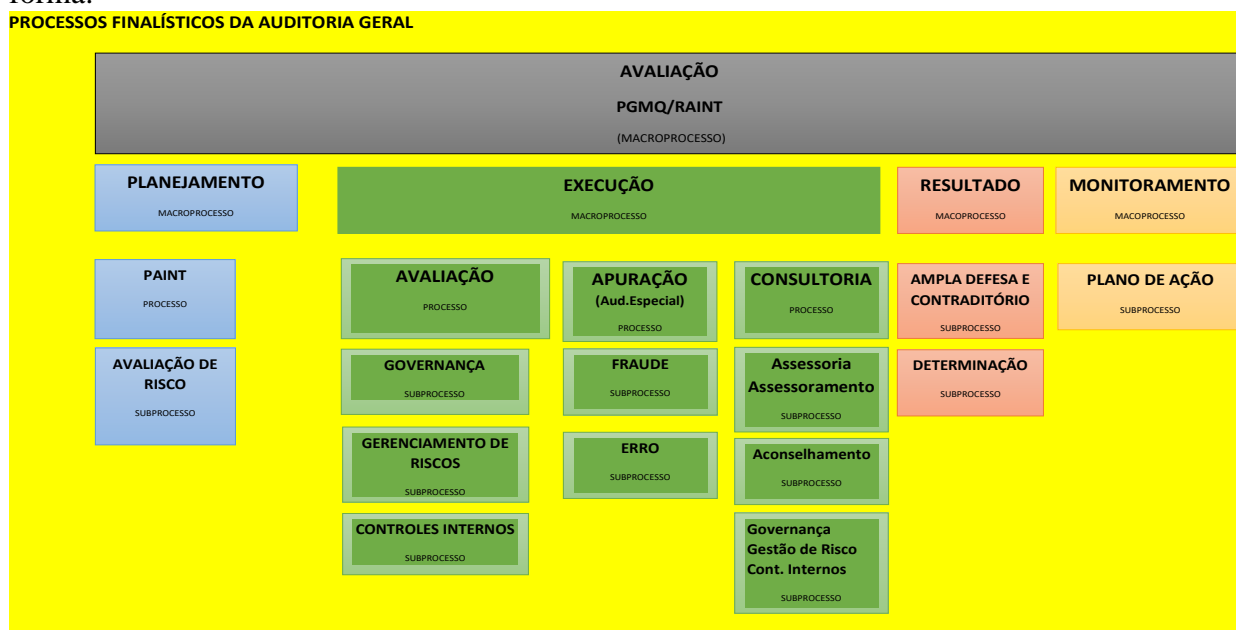 forma:
PROCESSOS FINALÍSTICOS DA AUDITORIA GERAL
AVALIAÇÃO
PGMQ/RAINT
(MACROPROCESSO)
PLANEJAMENTO
MACROPROCESSO
EXECUÇÃO
MACROPROCESSO
RESULTADO
MACOPROCESSO
MONITORAMENTO
MACOPROCESSO
PAINT
PROCESSO
AVALIAÇÃO
PROCESSO
APURAÇÃO
(Aud.Especial)
PROCESSO
CONSULTORIA
PROCESSO
AMPLA DEFESA E
CONTRADITÓRIO
SUBPROCESSO
PLANO DE AÇÃO
SUBPROCESSO
AVALIAÇÃO DE
RISCO
SUBPROCESSO
GOVERNANÇA
SUBPROCESSO
FRAUDE
SUBPROCESSO
Assessoria
Assessoramento
SUBPROCESSO
DETERMINAÇÃO
SUBPROCESSO
GERENCIAMENTO DE
RISCOS
SUBPROCESSO
ERRO
SUBPROCESSO
Aconselhamento
SUBPROCESSO
CONTROLES INTERNOS
SUBPROCESSO
Governança
Gestão de Risco
Cont. Internos
SUBPROCESSO